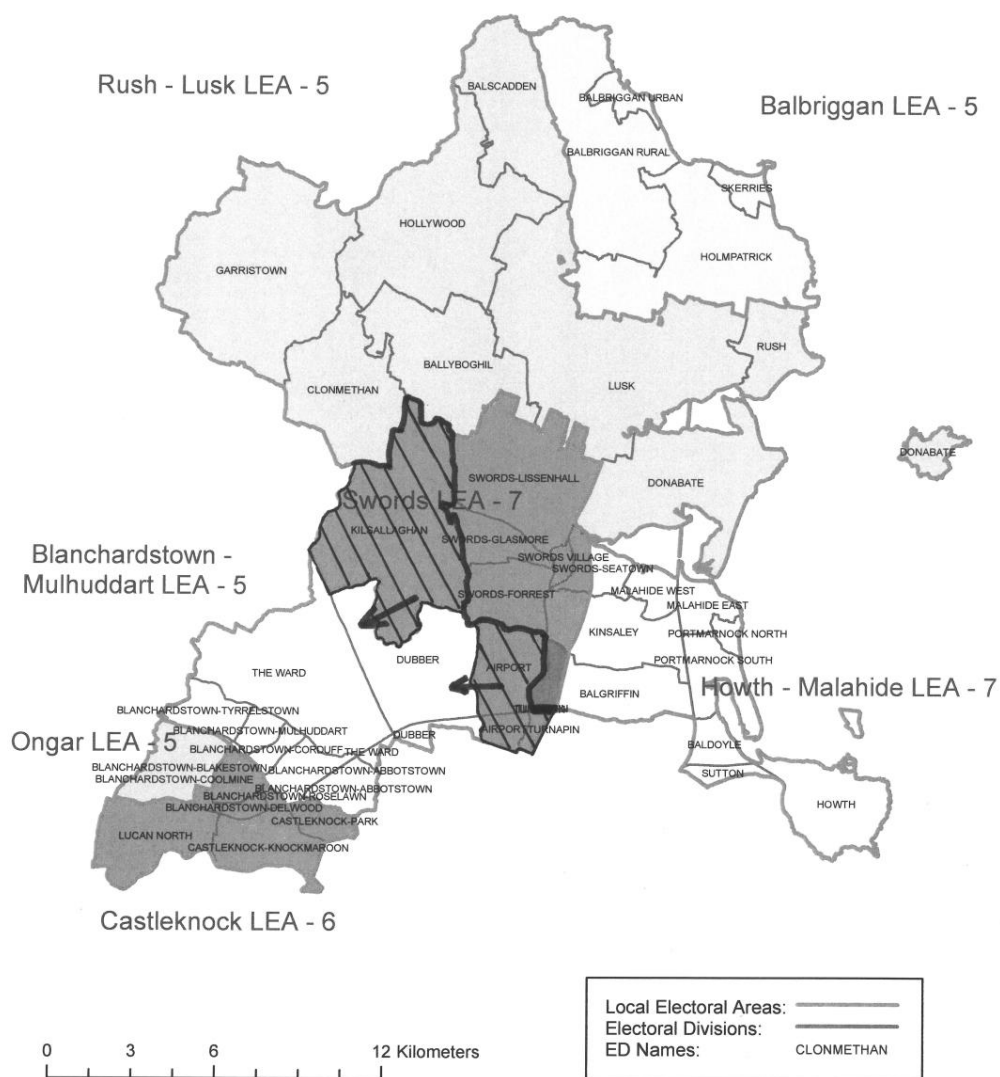 Rush - Lusk LEA - 5
BALSCADDEN
BALBRIGGAN URBAN
Balbriggan LEA - 5
BALBRIGGAN RURAL
SKERRIES
HOLLYWOOD
GARRISTOWN
HOLMPATRICK
RUSH
BALLYBOGHIL
CLONMETHAN
LUSK
DONABATE
SWORDS-LISSENHALL
DONABATE
Swords LEA - 7
KILSALLAGHAN
SWORDS-GLASMORE
SWORDS VILLAGE
SWORDS-SEATOWN
Blanchardstown -
Mulhuddart LEA - 5
SWORDS-FORREST
MALAHIDE WEST
MALAHIDE EAST
KINSALEY
PORTMARNOCK NORTH
DUBBER
PORTMARNOCK SOUTH
THE WARD
AIRPORT
BALGRIFFIN
Howth - Malahide LEA - 7
BLANCHARDSTOWN-TYRRELSTOWN
BLANCHARDSTOWN-MULHUDDART
DUBBER
AIRPORT
TURNAPIN
Ongar LEA - 5
BLANCHARDSTOWN-CORDUFF
THE WARD
BALDOYLE
BLANCHARDSTOWN-BLAKESTOWN
BLANCHARDSTOWN-ABBOTSTOWN
BLANCHARDSTOWN-COOLMINE
SUTTON
BLANCHARDSTOWN-ABBOTSTOWN
BLANCHARDSTOWN-ROSELAWN
BLANCHARDSTOWN-DELWOOD
HOWTH
CASTLEKNOCK-PARK
LUCAN NORTH
CASTLEKNOCK-KNOCKMAROON
Castleknock LEA - 6
Local Electoral Areas:
Electoral Divisions:
ED Names: CLONMETHAN
0 3 6 12 Kilometers